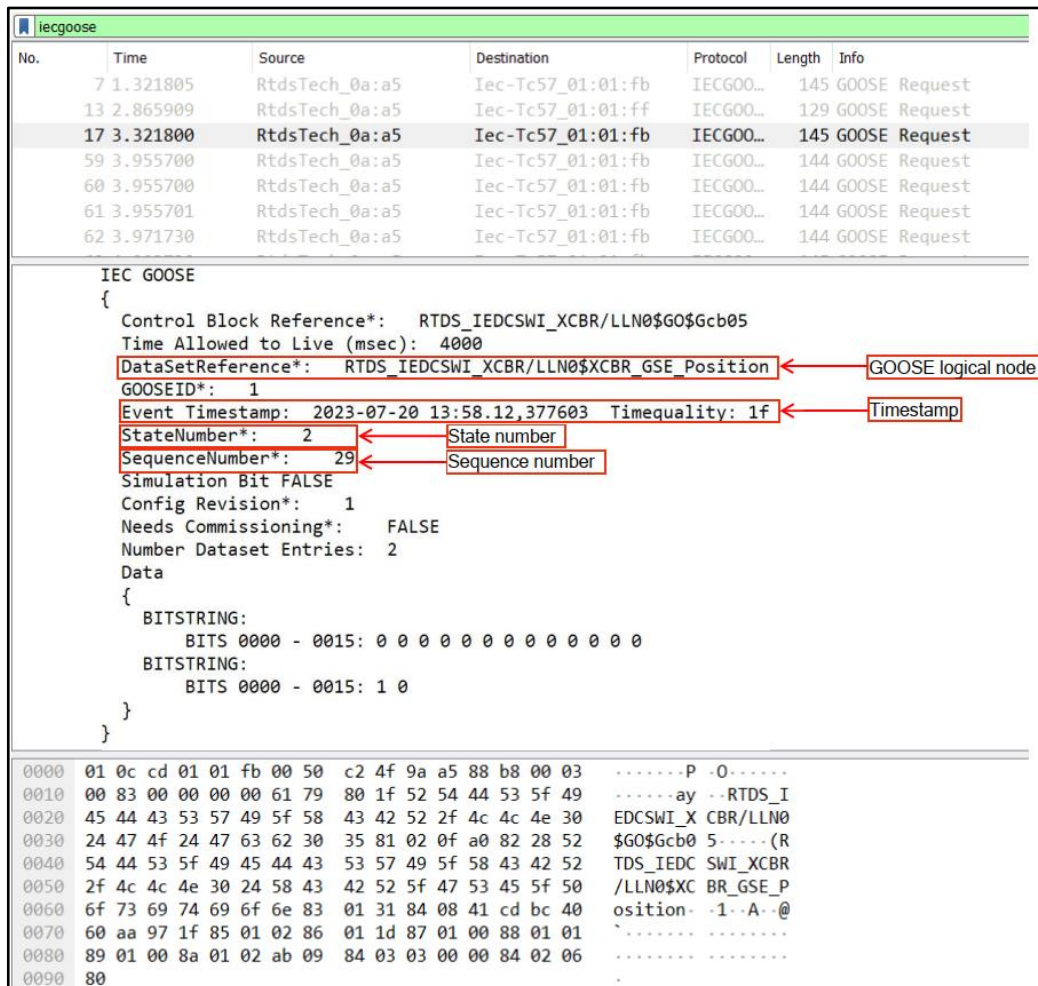 iecgoose
No. Time Source Destination Protocol Length Info
7 1.321805 RtdsTech_0a:a5 Iec-Tc57_01:01:fb IECGOO… 145 GOOSE Request
13 2.865909 RtdsTech_0a:a5 Iec-Tc57_01:01:ff IECGOO… 129 GOOSE Request
17 3.321800 RtdsTech_0a:a5 Iec-Tc57_01:01:fb IECGOO… 145 GOOSE Request
59 3.955700 RtdsTech_0a:a5 Iec-Tc57_01:01:fb IECGOO… 144 GOOSE Request
60 3.955700 RtdsTech_0a:a5 Iec-Tc57_01:01:fb IECGOO… 144 GOOSE Request
61 3.955701 RtdsTech_0a:a5 Iec-Tc57_01:01:fb IECGOO… 144 GOOSE Request
62 3.971730 RtdsTech_0a:a5 Iec-Tc57_01:01:fb IECGOO… 144 GOOSE Request
IEC GOOSE
{
Control Block Reference*: RTDS_IEDCSWI_XCBR/LLN0$GO$Gcb05
Time Allowed to Live (msec): 4000
DataSetReference*: RTDS_IEDCSWI_XCBR/LLN0$XCBR_GSE_Position GOOSE logical node
GOOSEID*: 1
Event Timestamp: 2023-07-20 13:58.12,377603 Timequality: 1f Timestamp
StateNumber*: 2 State number
SequenceNumber*: 29 Sequence number
Simulation Bit FALSE
Config Revision*: 1
Needs Commissioning*: FALSE
Number Dataset Entries: 2
Data
{
BITSTRING:
BITS 0000 - 0015: 0 0 0 0 0 0 0 0 0 0 0 0 0
BITSTRING:
BITS 0000 - 0015: 1 0
}
}
0000 01 0c cd 01 01 fb 00 50 c2 4f 9a a5 88 b8 00 03 ·······P ·O······
0010 00 83 00 00 00 00 61 79 80 1f 52 54 44 53 5f 49 ······ay ··RTDS_I
0020 45 44 43 53 57 49 5f 58 43 42 52 2f 4c 4c 4e 30 EDCSWI_X CBR/LLN0
0030 24 47 4f 24 47 63 62 30 35 81 02 0f a0 82 28 52 $GO$Gcb0 5·····(R
0040 54 44 53 5f 49 45 44 43 53 57 49 5f 58 43 42 52 TDS_IEDC SWI_XCBR
0050 2f 4c 4c 4e 30 24 58 43 42 52 5f 47 53 45 5f 50 /LLN0$XC BR_GSE_P
0060 6f 73 69 74 69 6f 6e 83 01 31 84 08 41 cd bc 40 osition· ·1··A··@
0070 60 aa 97 1f 85 01 02 86 01 1d 87 01 00 88 01 01 `······· ········
0080 89 01 00 8a 01 02 ab 09 84 03 03 00 00 84 02 06 ········ ········
0090 80 ·